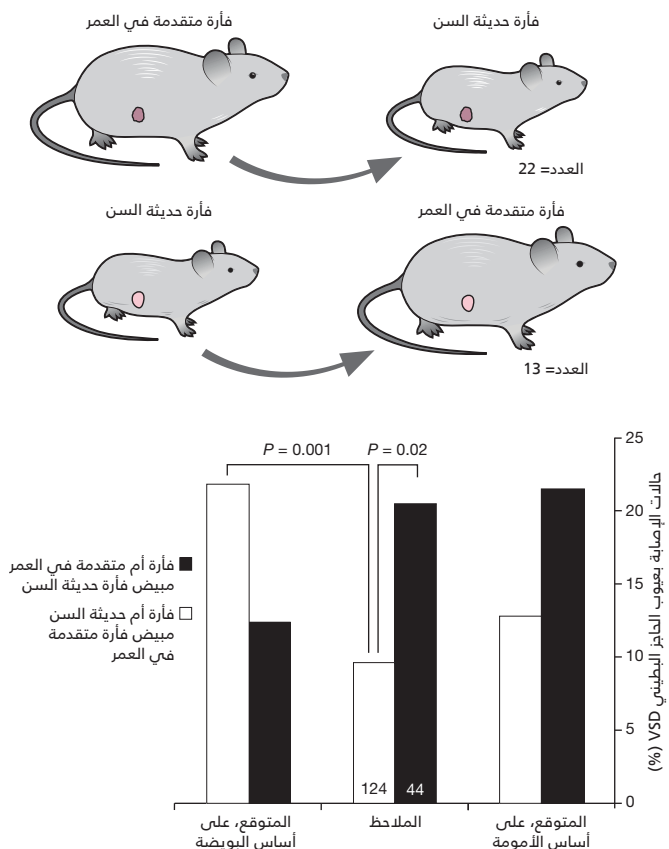 فأرة حديثة السن
فأرة متقدمة في العمر
العدد= 22
فأرة متقدمة في العمر
فأرة حديثة السن
العدد= 13
25
20
15
10
5
0
حالات الإصابة بعيوب الحاجز البطيني VSD (%)
P = 0.001
P = 0.02
فأرة أم متقدمة في العمر
مبيض فأرة حديثة السن
فأرة أم حديثة السن
مبيض فأرة متقدمة
في العمر
124
44
المتوقع، على
أساس الأمومة
الملاحظ
المتوقع، على
أساس البويضة